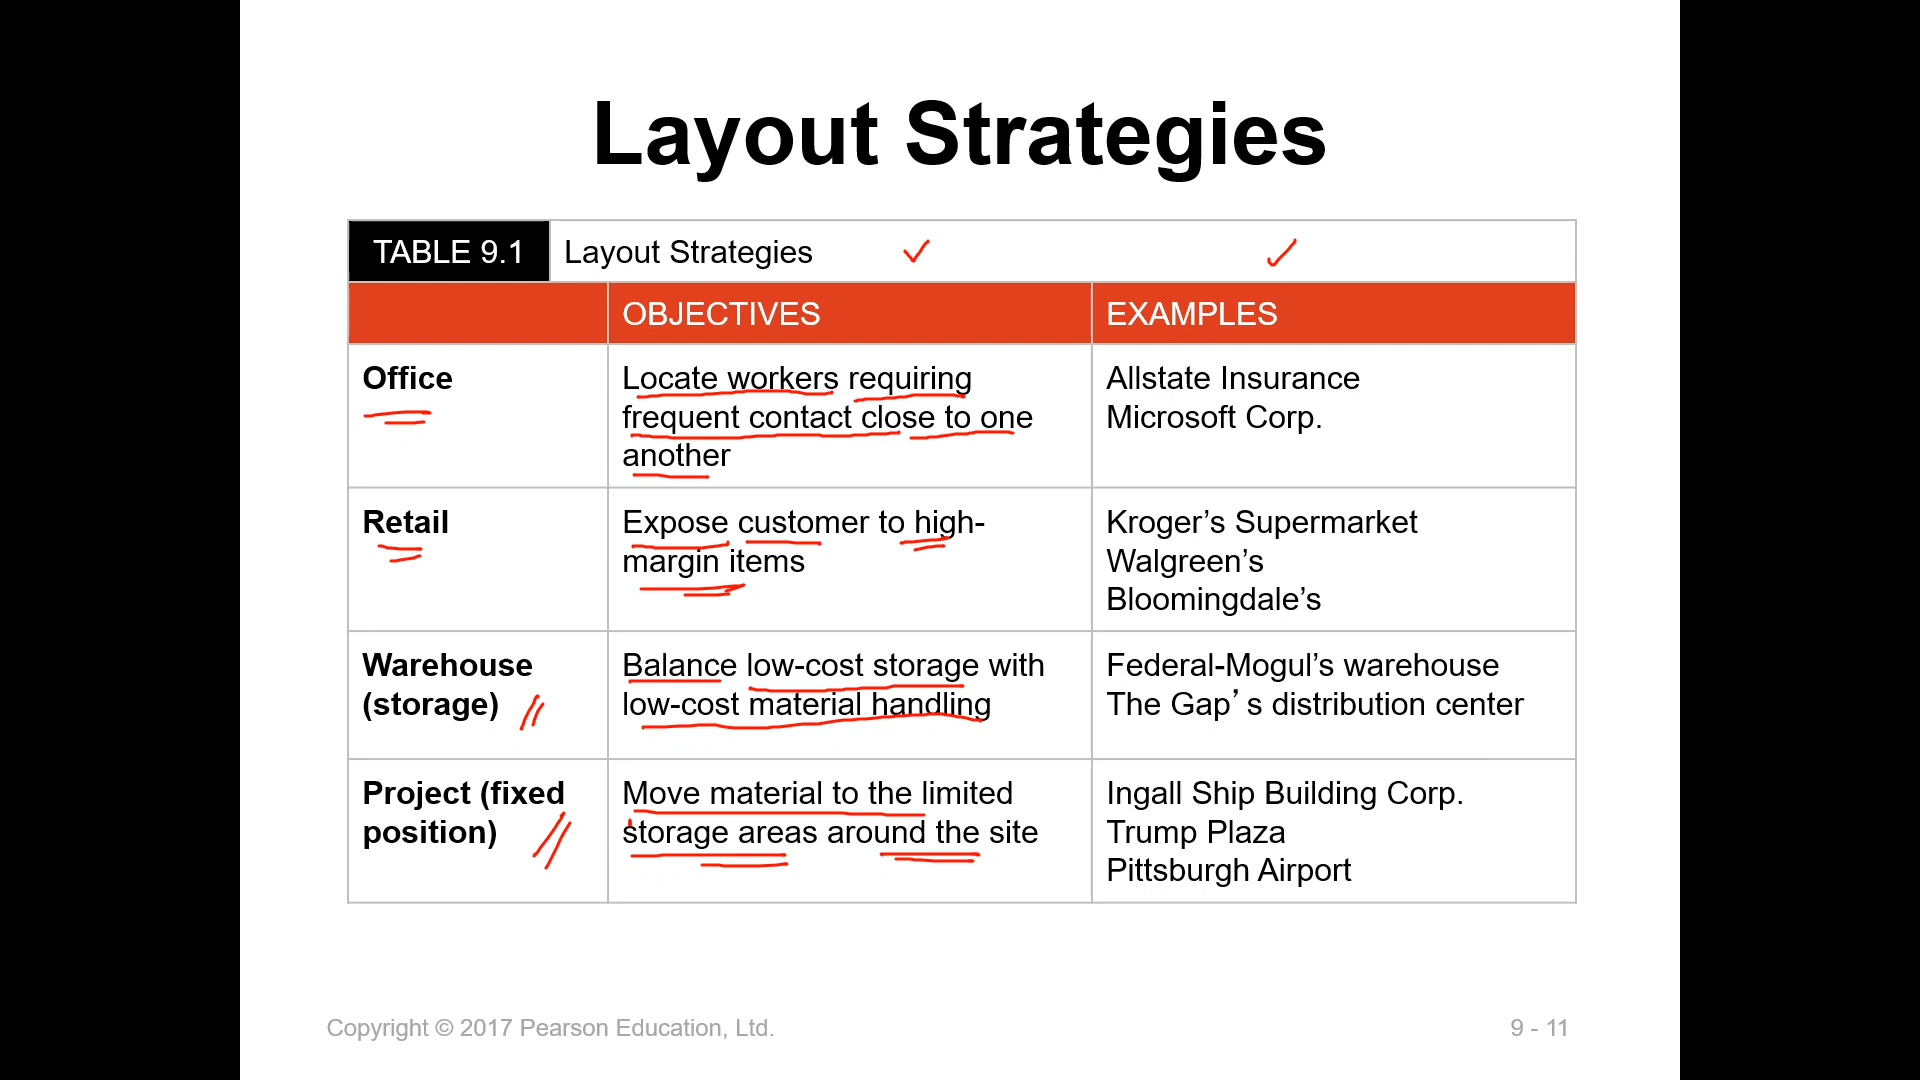 Layout Strategies
TABLE 9.1 Layout Strategies
OBJECTIVES EXAMPLES
Office
Locate workers requiring
frequent contact close to one
another
Allstate Insurance
Microsoft Corp.
Retail
Expose customer to high-
margin items
Kroger’s Supermarket
Walgreen’s
Bloomingdale’s
Warehouse
(storage)
Balance low-cost storage with
low-cost material handling
Federal-Mogul’s warehouse
The Gap’s distribution center
Project (fixed
position)
Move material to the limited
storage areas around the site
Ingall Ship Building Corp.
Trump Plaza
Pittsburgh Airport
Copyright © 2017 Pearson Education, Ltd.
9 - 11